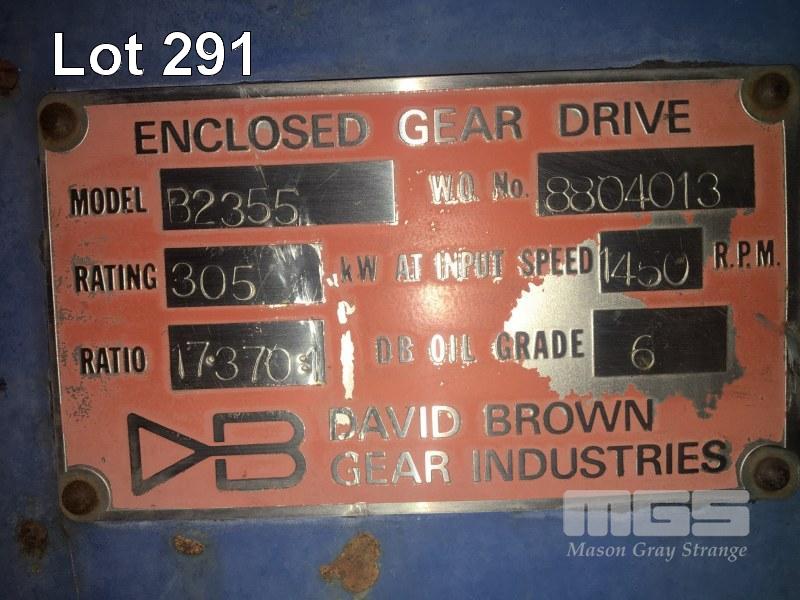 Lot 291
ENCLOSED GEAR DRIVE
MODEL B2355 W.O. No. 8804013
RATING 305 kW AT INPUT SPEED 1450 R.P.M.
RATIO 17·370:1 DB OIL GRADE 6
DB DAVID BROWN
GEAR INDUSTRIES
MGS
Mason Gray Strange